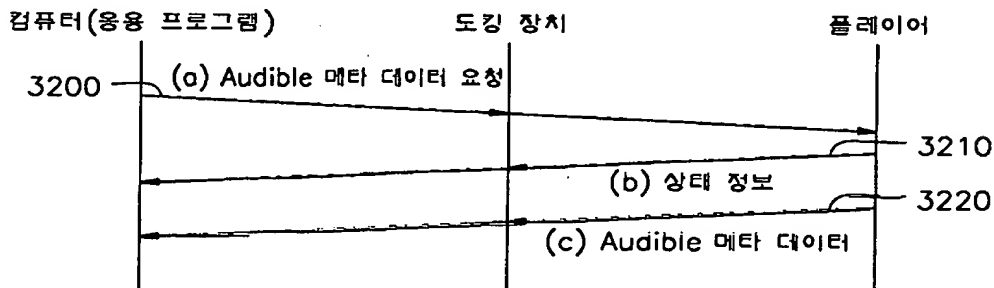 컴퓨터(응용 프로그램) 도킹 장치 플레이어
3200 (a) Audible 메타 데이터 요청
3210
(b) 상태 정보
3220
(c) Audible 메타 데이터